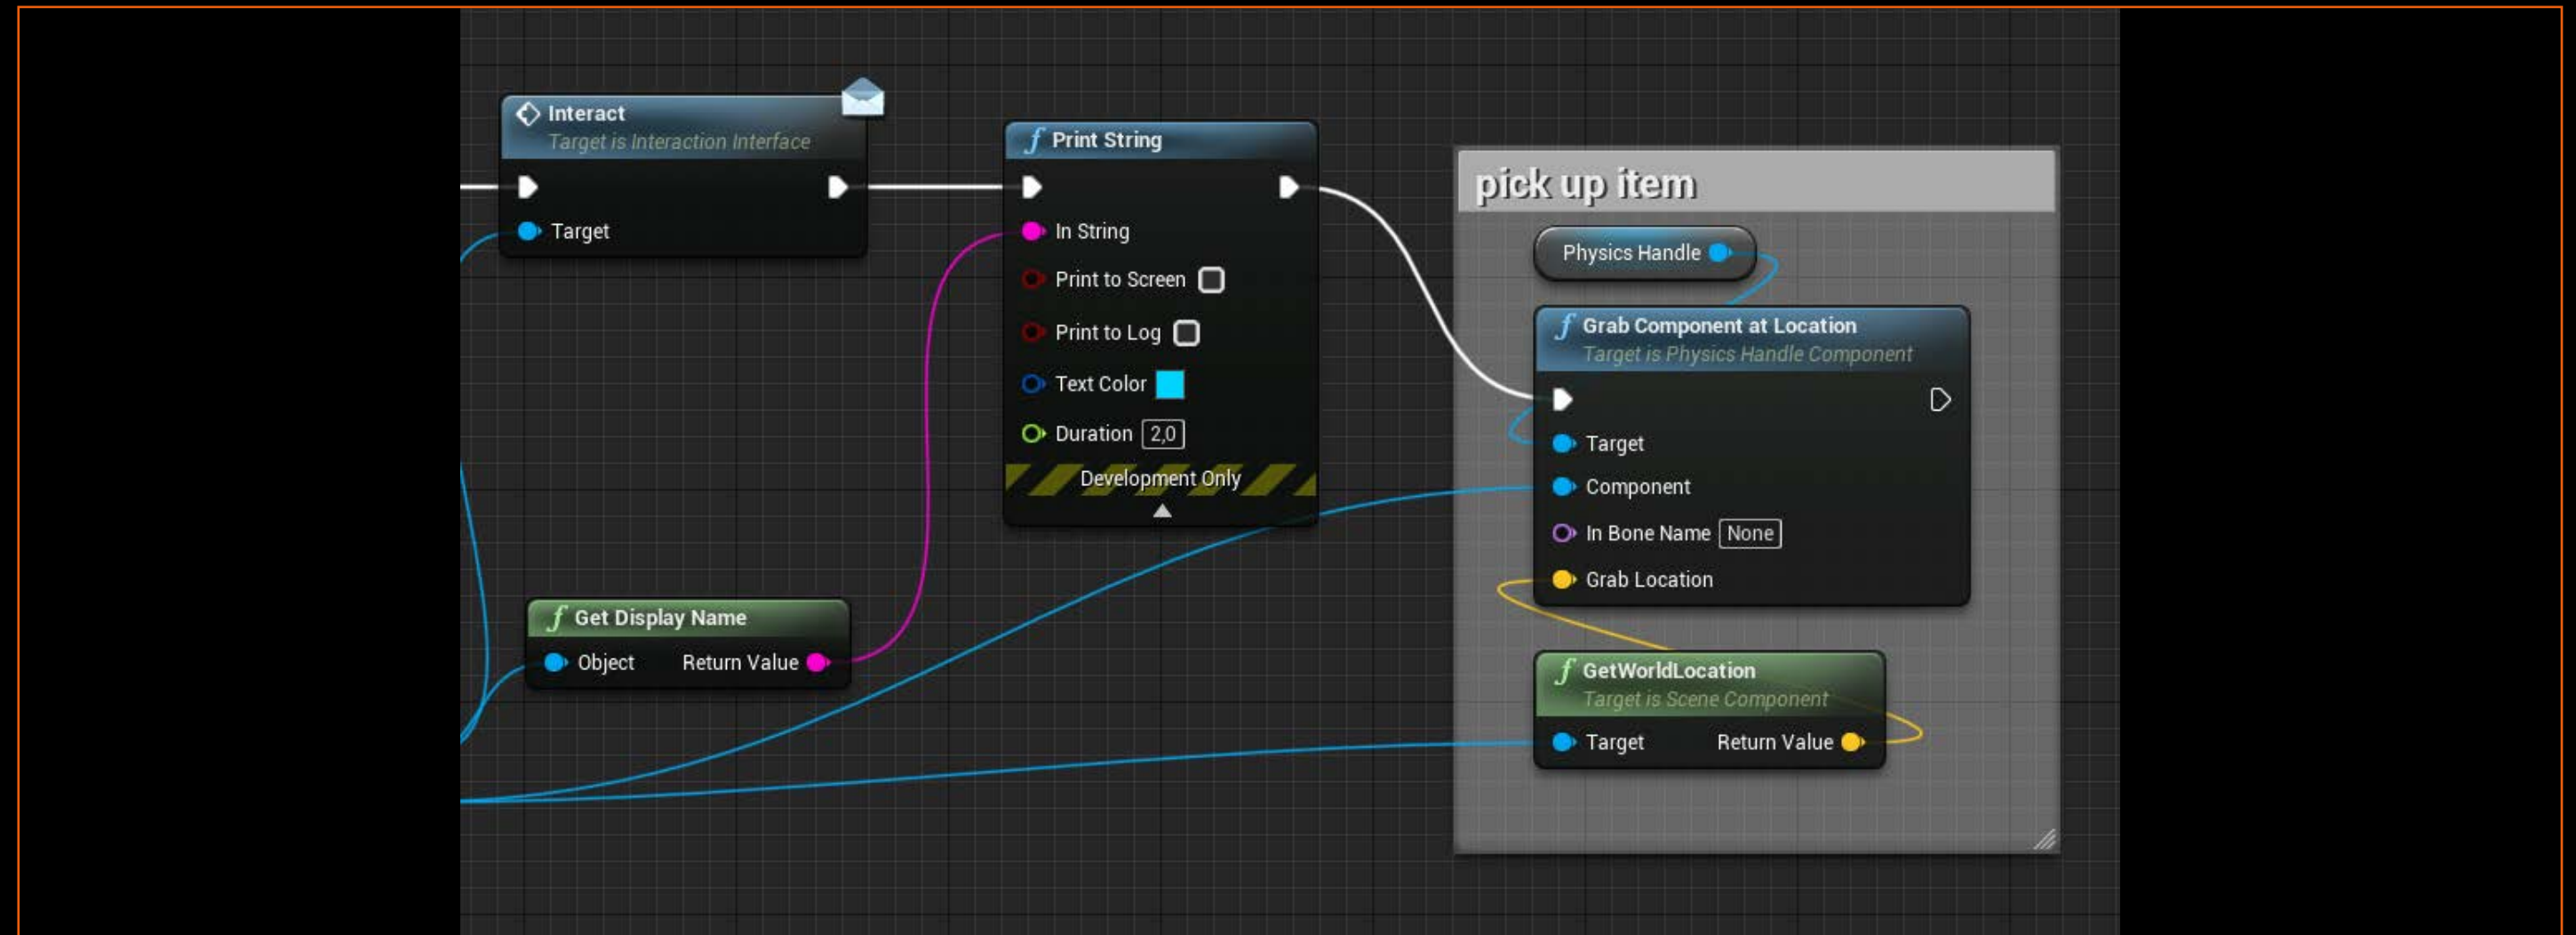 Interact
Target is Interaction Interface
Target
Print String
In String
Print to Screen
Print to Log
Text Color
Duration 2,0
Development Only
Get Display Name
Object Return Value
pick up item
Physics Handle
Grab Component at Location
Target is Physics Handle Component
Target
Component
In Bone Name None
Grab Location
GetWorldLocation
Target is Scene Component
Target Return Value